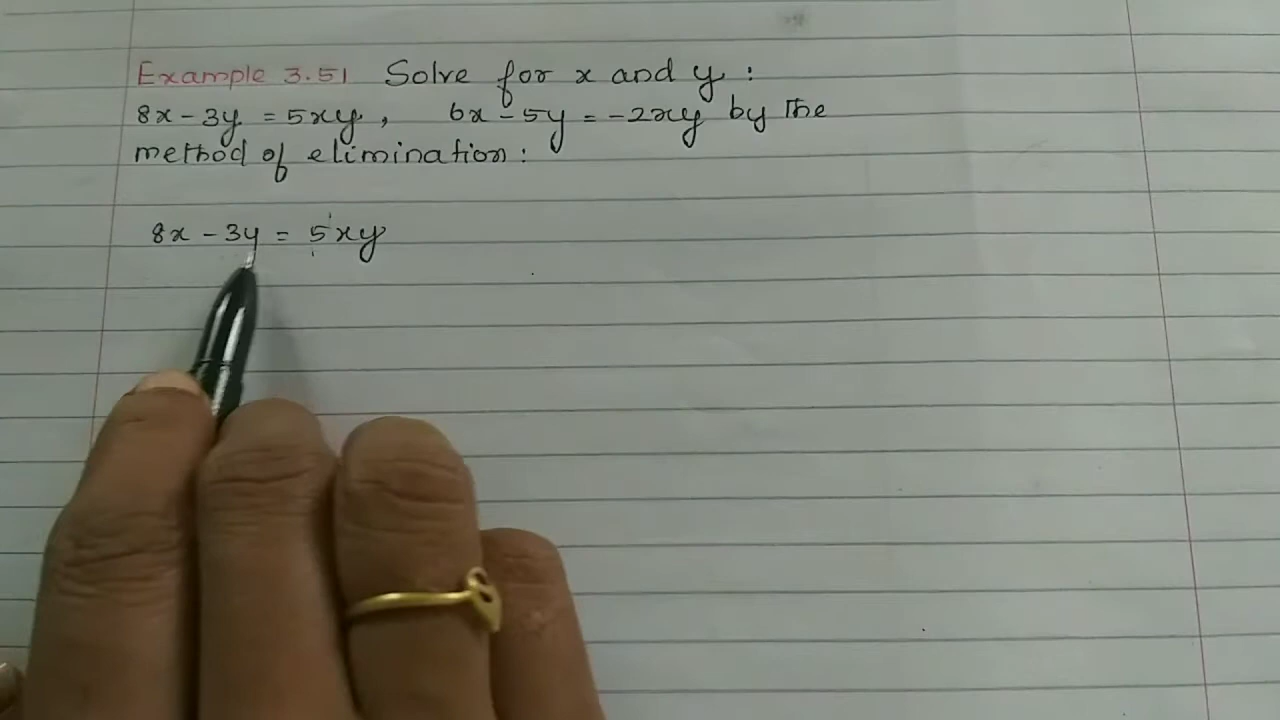 Example 3.51 Solve for x and y :
8x - 3y = 5xy, 6x - 5y = -2xy by the
method of elimination :
8x - 3y = 5xy